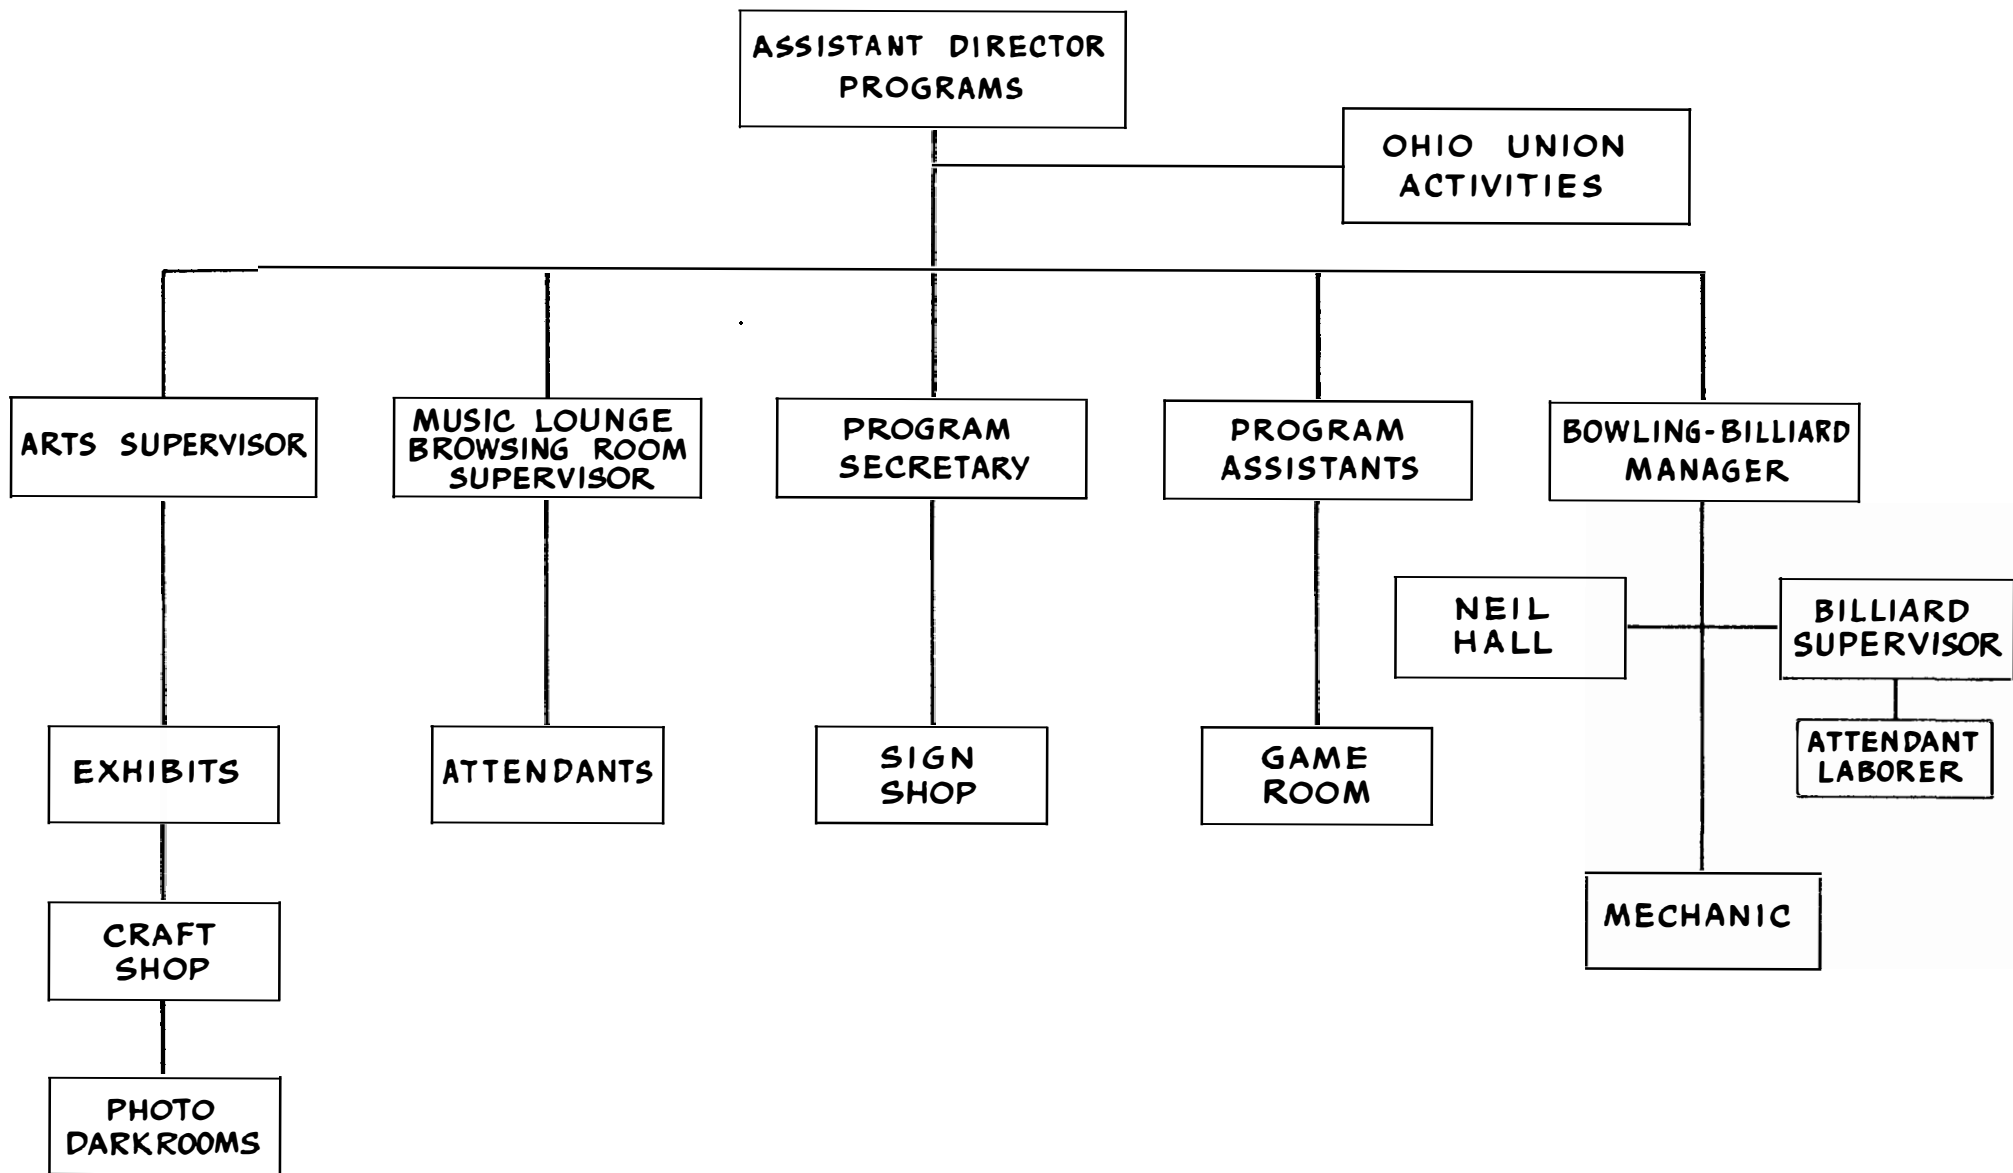 ASSISTANT DIRECTOR
PROGRAMS
OHIO UNION
ACTIVITIES
ARTS SUPERVISOR
MUSIC LOUNGE
BROWSING ROOM
SUPERVISOR
PROGRAM
SECRETARY
PROGRAM
ASSISTANTS
BOWLING-BILLIARD
MANAGER
NEIL
HALL
BILLIARD
SUPERVISOR
EXHIBITS
ATTENDANTS
SIGN
SHOP
GAME
ROOM
ATTENDANT
LABORER
CRAFT
SHOP
MECHANIC
PHOTO
DARKROOMS